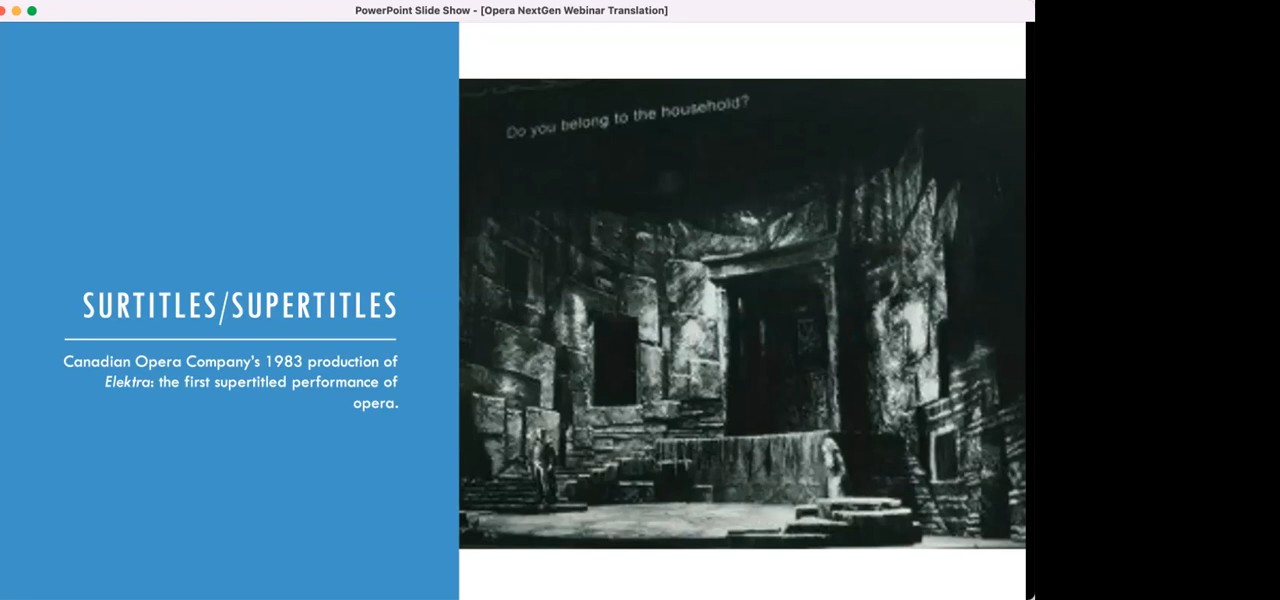 PowerPoint Slide Show - [Opera NextGen Webinar Translation]
Do you belong to the household?
SURTITLES/SUPERTITLES
Canadian Opera Company's 1983 production of
Elektra: the first supertitled performance of
opera.